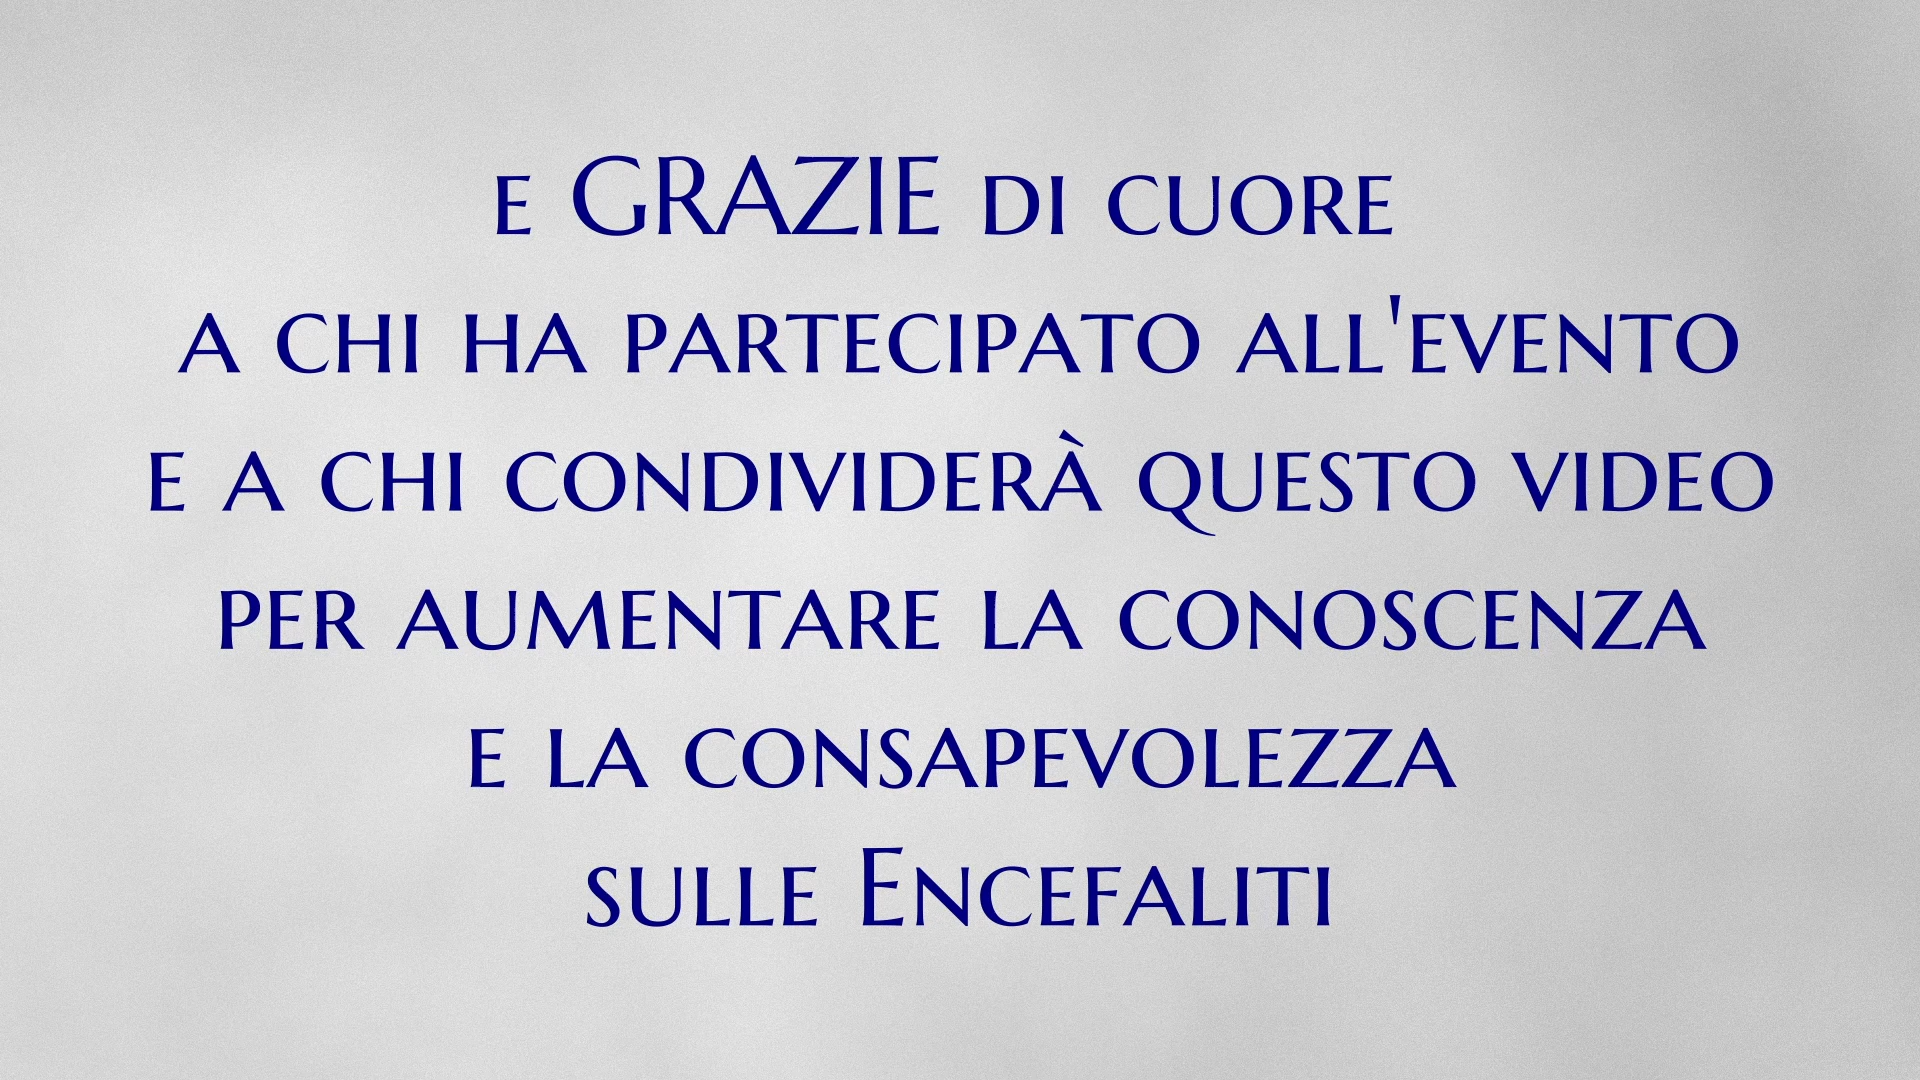 e GRAZIE di cuore
a chi ha partecipato all'evento
e a chi condividerà questo video
per aumentare la conoscenza
e la consapevolezza
sulle Encefaliti